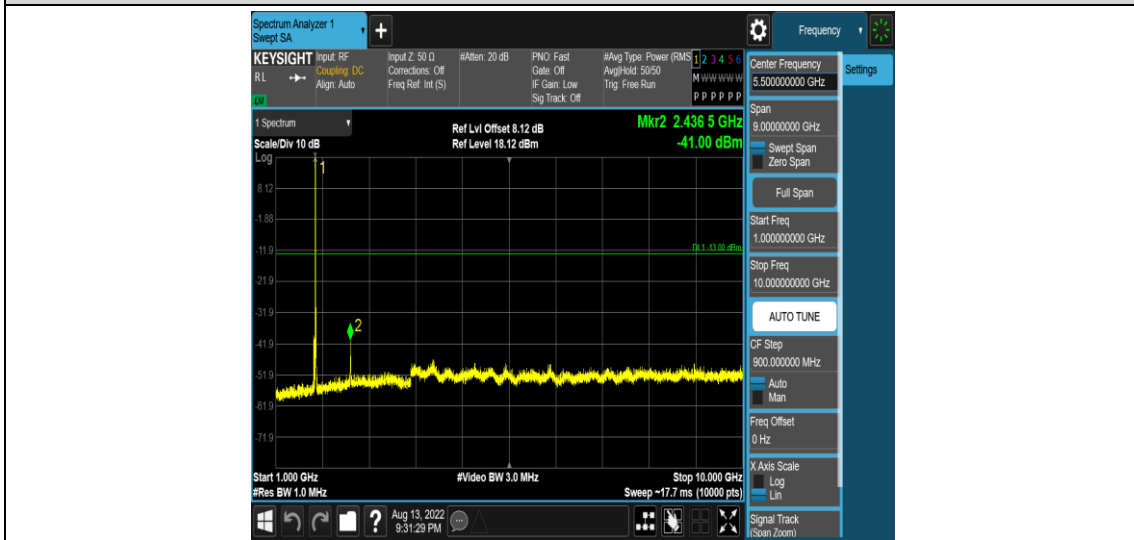 Spectrum Analyzer 1
Swept SA
+
Frequency
KEYSIGHT
RL
Input: RF
Coupling: DC
Align: Auto
Input Z: 50 Ω
Corrections: Off
Freq Ref: Int (S)
#Atten: 20 dB
PNO: Fast
Gate: Off
IF Gain: Low
Sig Track: Off
#Avg Type: Power (RMS
Avg|Hold: 50/50
Trig: Free Run
1 2 3 4 5 6
M W W W W W
P P P P P P
1 Spectrum
Scale/Div 10 dB
Log
Ref Lvl Offset 8.12 dB
Ref Level 18.12 dBm
Mkr2 2.436 5 GHz
-41.00 dBm
1
8.12
-1.88
-11.9
DL1 -13.00 dBm
-21.9
-31.9
2
-41.9
-51.9
-61.9
-71.9
Start 1.000 GHz
#Res BW 1.0 MHz
#Video BW 3.0 MHz
Stop 10.000 GHz
Sweep ~17.7 ms (10000 pts)
Aug 13, 2022
9:31:29 PM
?
Center Frequency
5.50000000 GHz
Settings
Span
9.00000000 GHz
Swept Span
Zero Span
Full Span
Start Freq
1.000000000 GHz
Stop Freq
10.000000000 GHz
AUTO TUNE
CF Step
900.000000 MHz
Auto
Man
Freq Offset
0 Hz
X Axis Scale
Log
Lin
Signal Track
(Span Zoom)